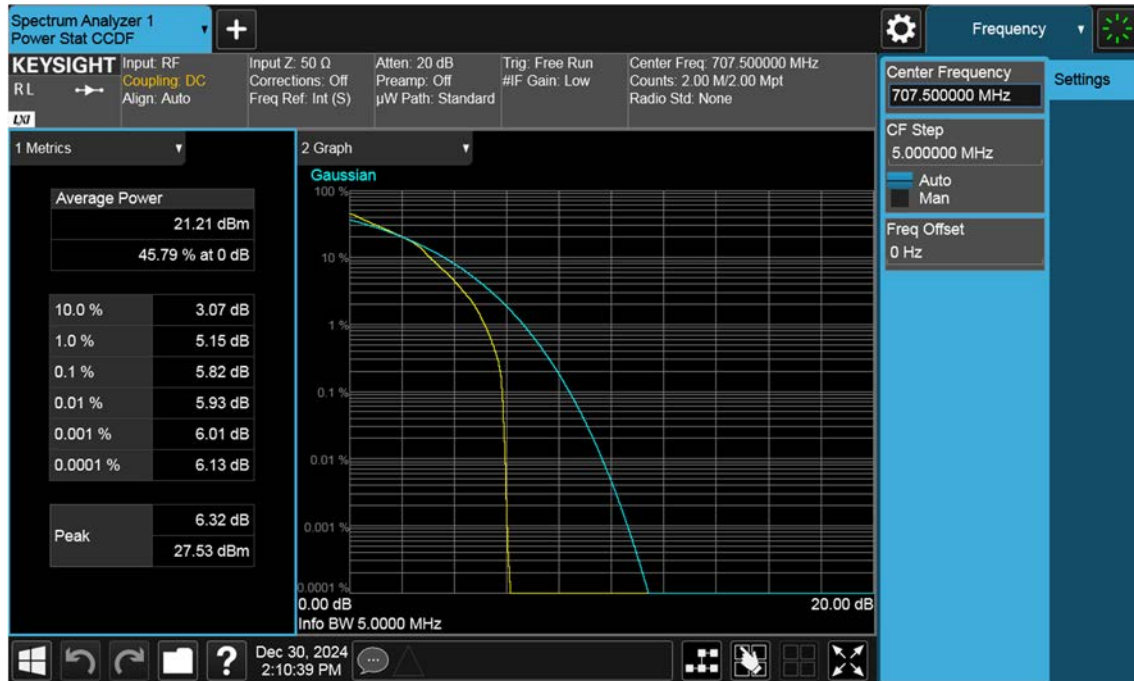 Spectrum Analyzer 1
Power Stat CCDF
+
Frequency
KEYSIGHT
RL
LXI
Input: RF
Coupling: DC
Align: Auto
Input Z: 50 Ω
Corrections: Off
Freq Ref: Int (S)
Atten: 20 dB
Preamp: Off
µW Path: Standard
Trig: Free Run
#IF Gain: Low
Center Freq: 707.500000 MHz
Counts: 2.00 M/2.00 Mpt
Radio Std: None
Center Frequency
707.500000 MHz
Settings
CF Step
5.000000 MHz
Auto
Man
Freq Offset
0 Hz
1 Metrics
Average Power
21.21 dBm
45.79 % at 0 dB
10.0 % 3.07 dB
1.0 % 5.15 dB
0.1 % 5.82 dB
0.01 % 5.93 dB
0.001 % 6.01 dB
0.0001 % 6.13 dB
Peak
6.32 dB
27.53 dBm
2 Graph
Gaussian
100 %
10 %
1 %
0.1 %
0.01 %
0.001 %
0.0001 %
0.00 dB 20.00 dB
Info BW 5.0000 MHz
?
Dec 30, 2024
2:10:39 PM